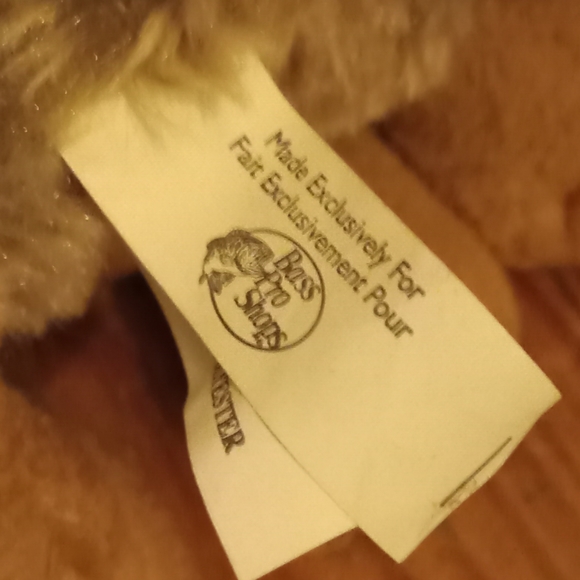 Made Exclusively For
Fait Exclusivement Pour
Bass
Pro
Shops
ESTER